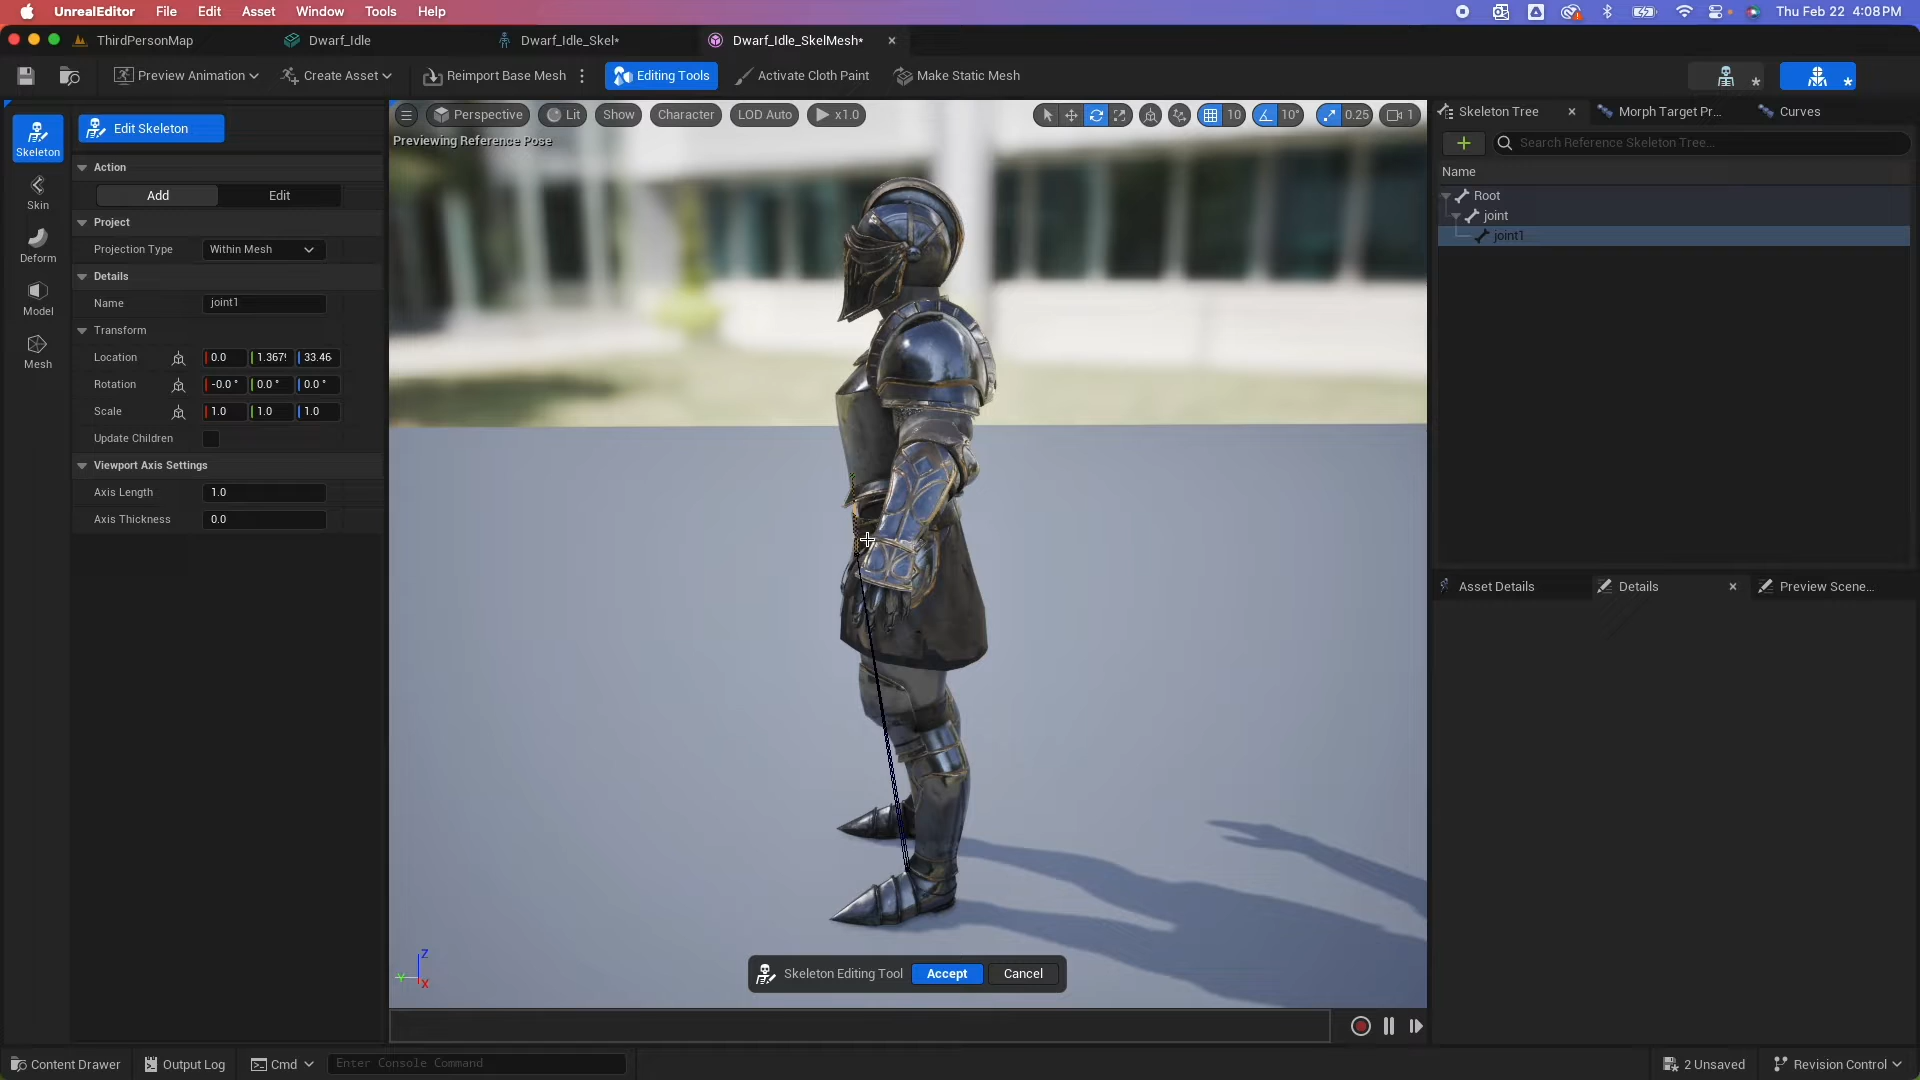 UnrealEditor File Edit Asset Window Tools Help Thu Feb 22 4:08PM
ThirdPersonMap Dwarf_Idle Dwarf_Idle_Skel* Dwarf_Idle_SkelMesh*
Preview Animation Create Asset Reimport Base Mesh Editing Tools Activate Cloth Paint Make Static Mesh
Skeleton
Skin
Deform
Model
Mesh
Edit Skeleton
Action
Add Edit
Project
Projection Type Within Mesh
Details
Name joint1
Transform
Location 0.0 1.367 33.46
Rotation -0.0 ° 0.0 ° 0.0 °
Scale 1.0 1.0 1.0
Update Children
Viewport Axis Settings
Axis Length 1.0
Axis Thickness 0.0
Perspective Lit Show Character LOD Auto x1.0 10 10° 0.25 1
Previewing Reference Pose
Z
Y
X
Skeleton Editing Tool Accept Cancel
Skeleton Tree Morph Target Pr... Curves
Search Reference Skeleton Tree...
Name
Root
joint
joint1
Asset Details Details Preview Scene...
Content Drawer Output Log Cmd Enter Console Command 2 Unsaved Revision Control